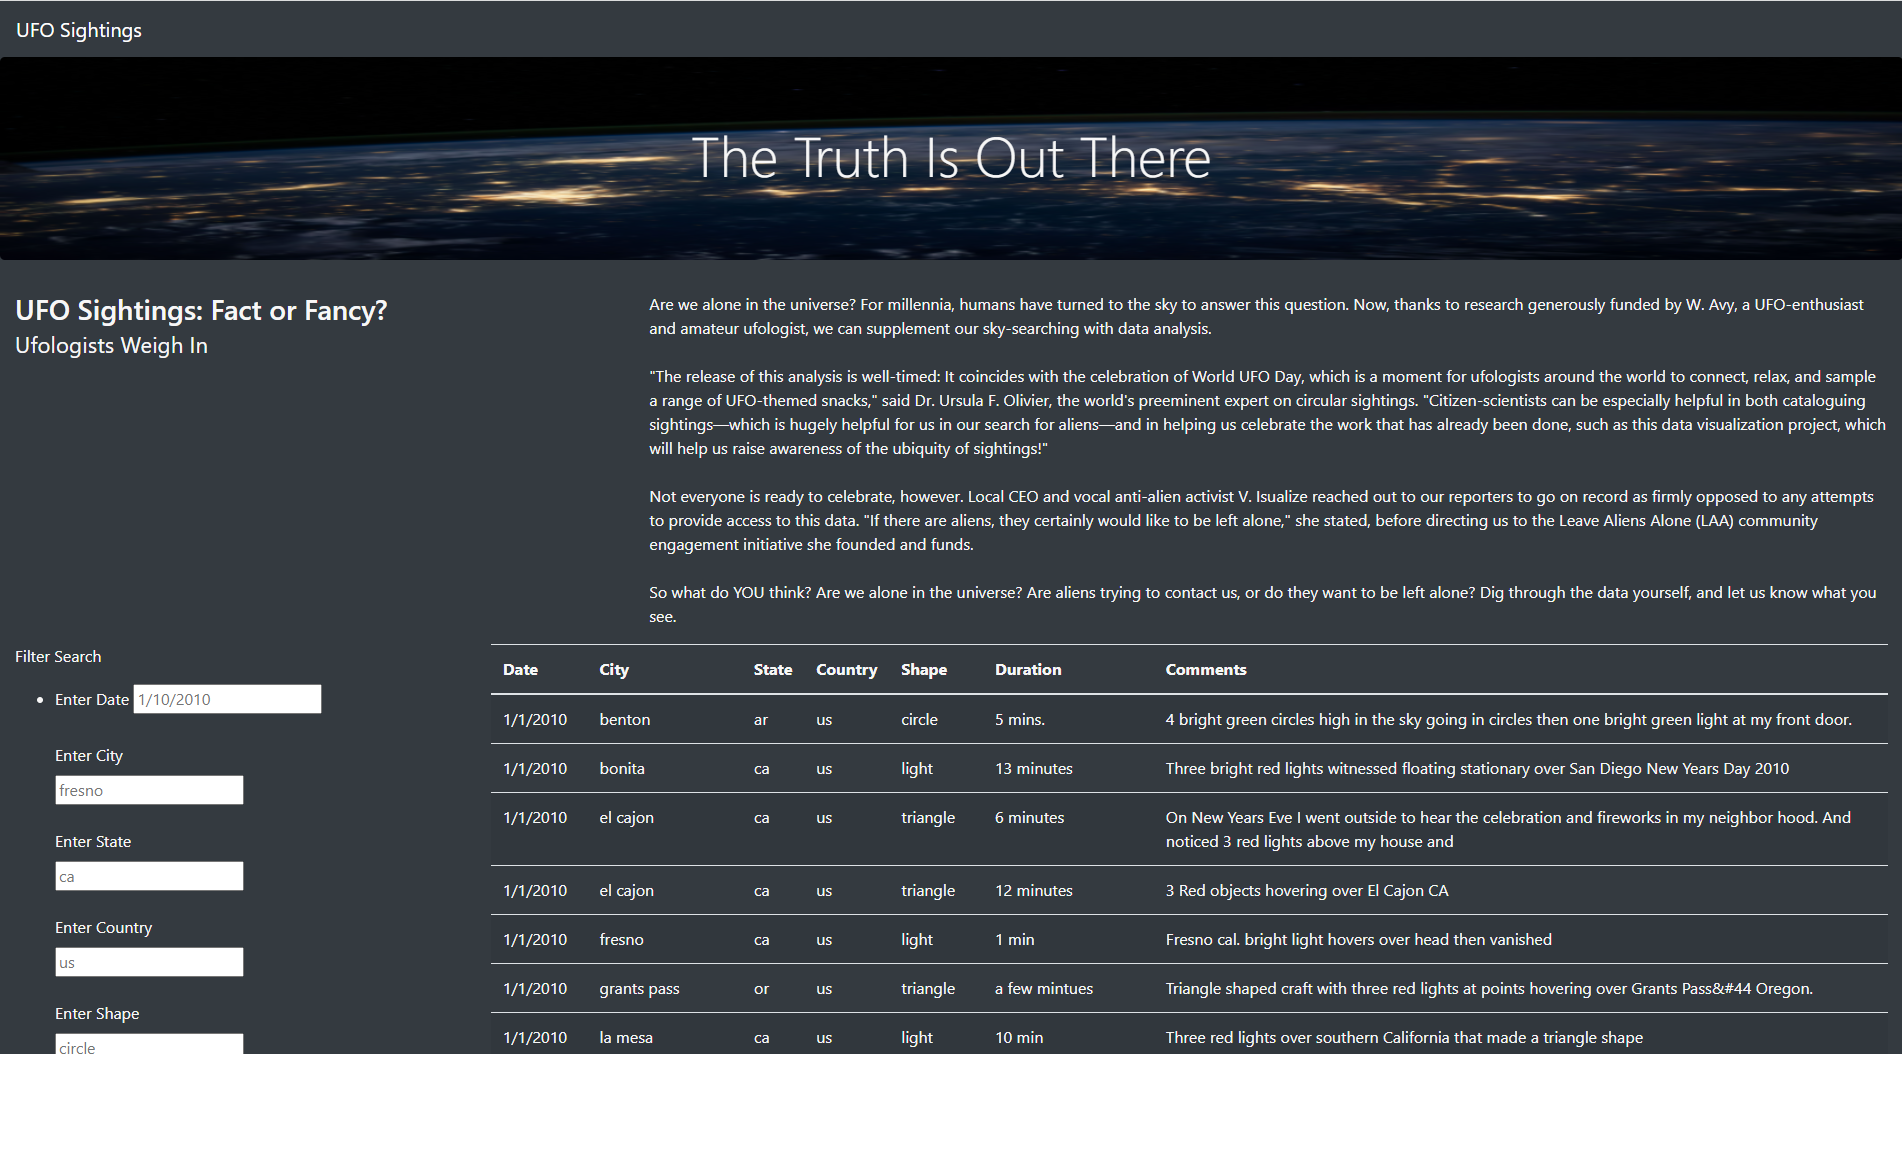 UFO Sightings
The Truth Is Out There
UFO Sightings: Fact or Fancy?
Ufologists Weigh In
Are we alone in the universe? For millennia, humans have turned to the sky to answer this question. Now, thanks to research generously funded by W. Avy, a UFO-enthusiast
and amateur ufologist, we can supplement our sky-searching with data analysis.
"The release of this analysis is well-timed: It coincides with the celebration of World UFO Day, which is a moment for ufologists around the world to connect, relax, and sample
a range of UFO-themed snacks," said Dr. Ursula F. Olivier, the world's preeminent expert on circular sightings. "Citizen-scientists can be especially helpful in both cataloguing
sightings—which is hugely helpful for us in our search for aliens—and in helping us celebrate the work that has already been done, such as this data visualization project, which
will help us raise awareness of the ubiquity of sightings!"
Not everyone is ready to celebrate, however. Local CEO and vocal anti-alien activist V. Isualize reached out to our reporters to go on record as firmly opposed to any attempts
to provide access to this data. "If there are aliens, they certainly would like to be left alone," she stated, before directing us to the Leave Aliens Alone (LAA) community
engagement initiative she founded and funds.
So what do YOU think? Are we alone in the universe? Are aliens trying to contact us, or do they want to be left alone? Dig through the data yourself, and let us know what you
see.
Filter Search
Enter Date 1/10/2010
Enter City
fresno
Enter State
ca
Enter Country
us
Enter Shape
circle
Date City State Country Shape Duration Comments
1/1/2010 benton ar us circle 5 mins. 4 bright green circles high in the sky going in circles then one bright green light at my front door.
1/1/2010 bonita ca us light 13 minutes Three bright red lights witnessed floating stationary over San Diego New Years Day 2010
1/1/2010 el cajon ca us triangle 6 minutes On New Years Eve I went outside to hear the celebration and fireworks in my neighbor hood. And
noticed 3 red lights above my house and
1/1/2010 el cajon ca us triangle 12 minutes 3 Red objects hovering over El Cajon CA
1/1/2010 fresno ca us light 1 min Fresno cal. bright light hovers over head then vanished
1/1/2010 grants pass or us triangle a few mintues Triangle shaped craft with three red lights at points hovering over Grants Pass&#44 Oregon.
1/1/2010 la mesa ca us light 10 min Three red lights over southern California that made a triangle shape